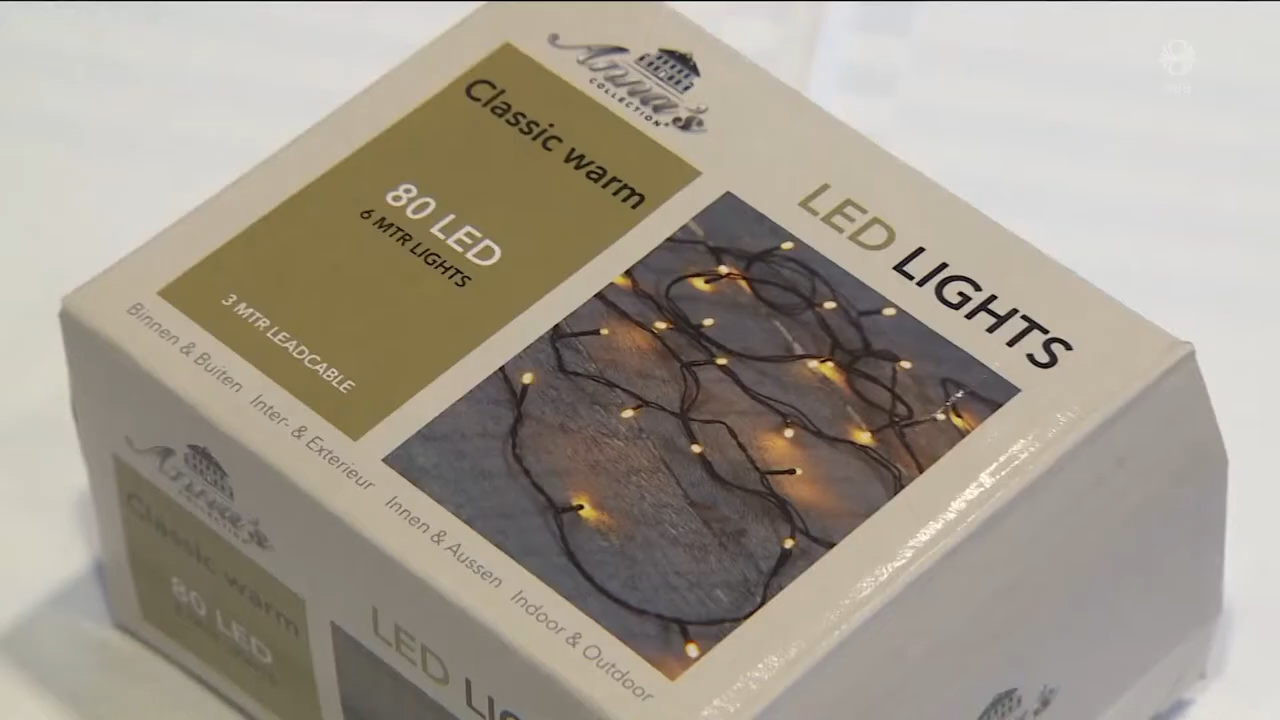 Anna's
COLLECTION
Classic warm
80 LED
6 MTR LIGHTS
3 MTR LEADCABLE
LED LIGHTS
Binnen & Buiten Inter- & Exterieur Innen & Aussen Indoor & Outdoor
Anna's
COLLECTION
Classic warm
80 LED
LED